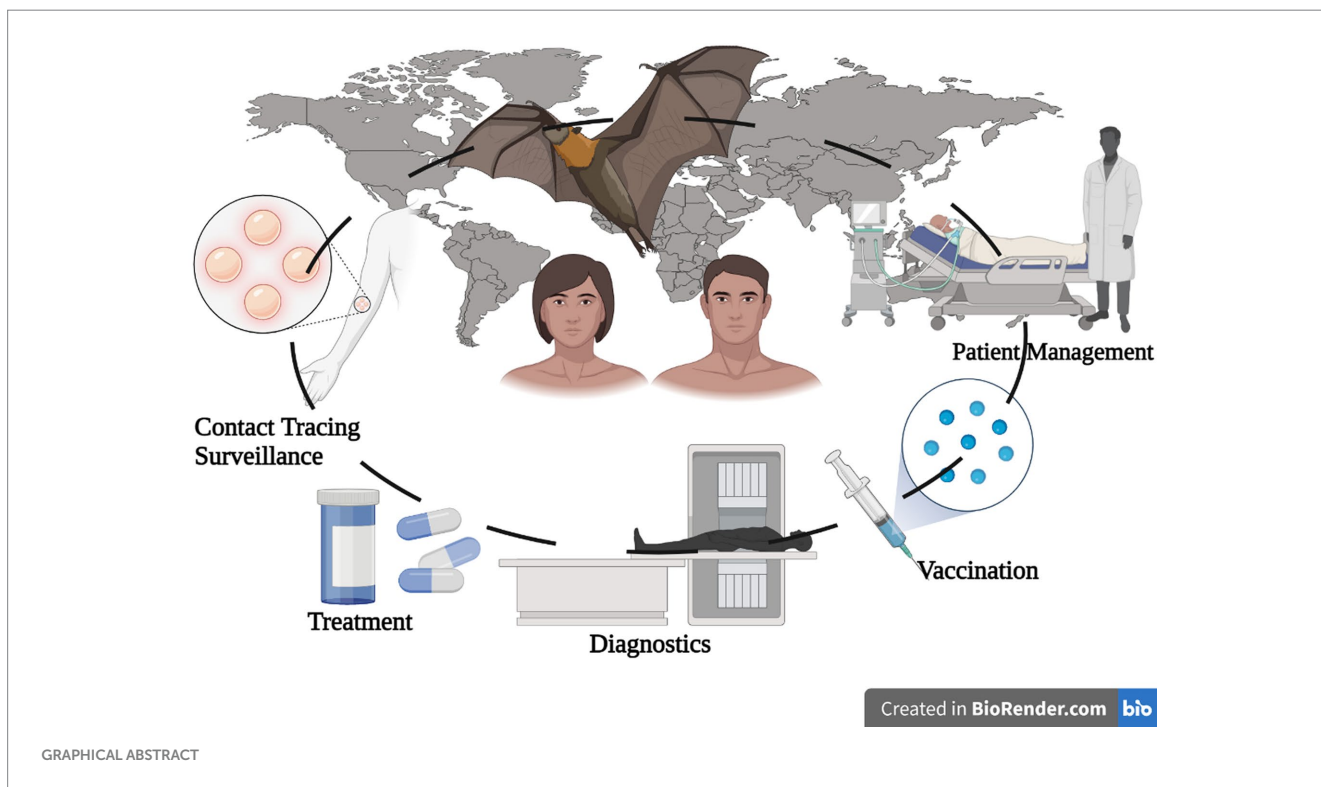 Patient Management
Contact Tracing
Surveillance
Vaccination
Treatment
Diagnostics
Created in BioRender.com bio
GRAPHICAL ABSTRACT